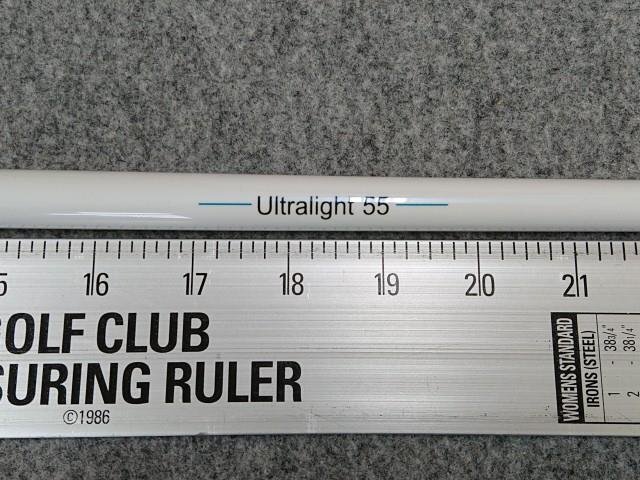 Ultralight 55
5 16 17 18 19 20 21
OLF CLUB
SURING RULER
©1986
WOMENS STANDARD
IRONS (STEEL)
1 - 38 3/4"
2 - 38 1/4"